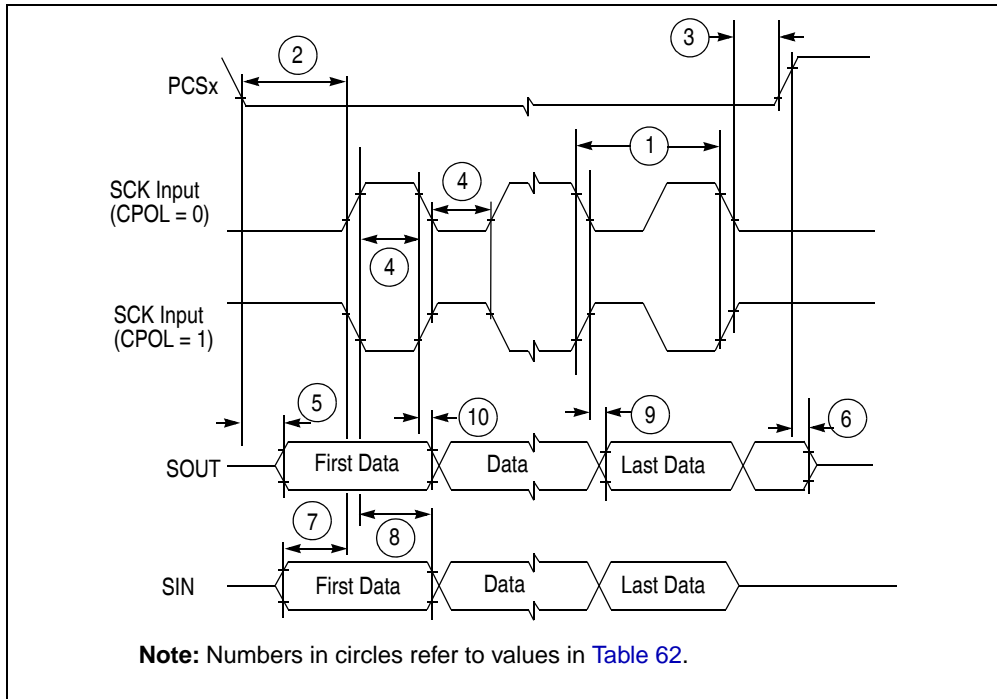 3
2
PCSx
1
SCK Input
(CPOL = 0)
4
4
SCK Input
(CPOL = 1)
5
10
9
6
SOUT
First Data
Data
Last Data
7
8
SIN
First Data
Data
Last Data
Note: Numbers in circles refer to values in Table 62.